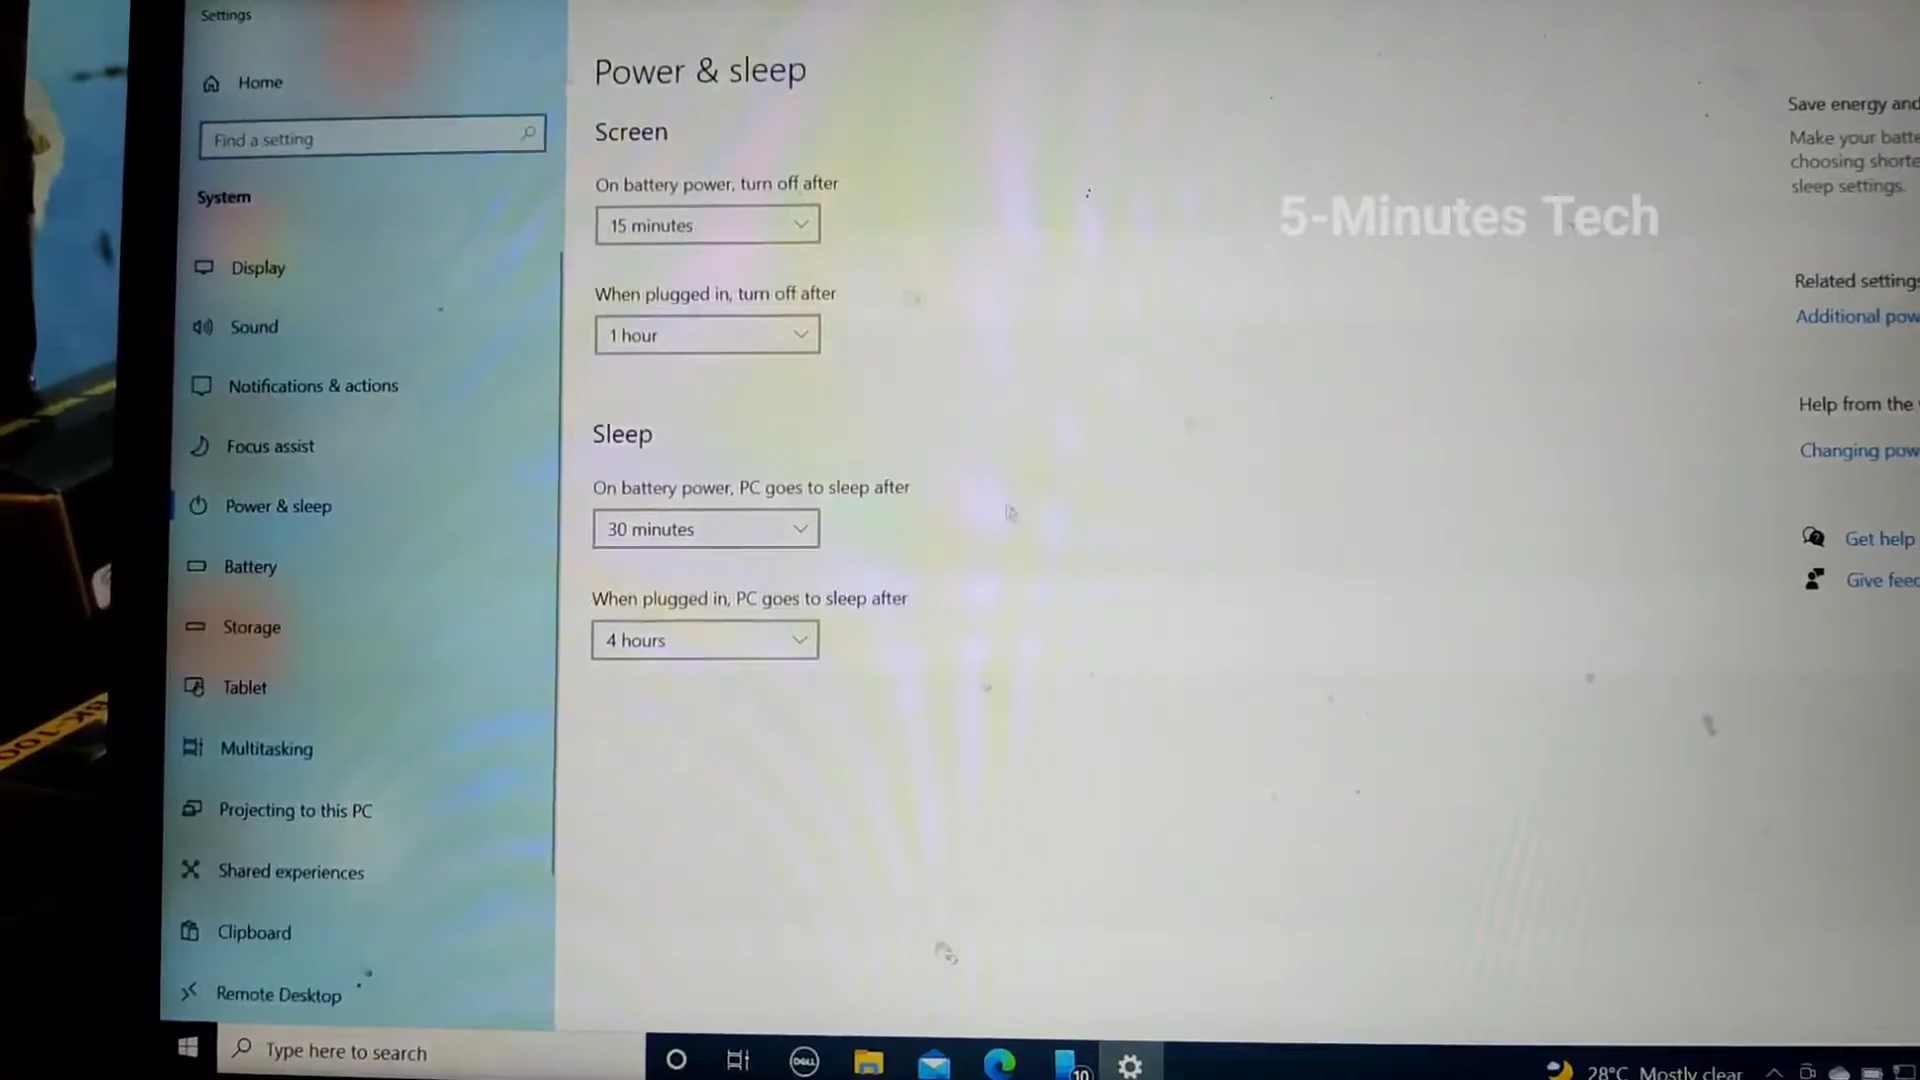 Settings
Home
Find a setting
System
Display
Sound
Notifications & actions
Focus assist
Power & sleep
Battery
Storage
Tablet
Multitasking
Projecting to this PC
Shared experiences
Clipboard
Remote Desktop
Power & sleep
Screen
On battery power, turn off after
15 minutes
When plugged in, turn off after
1 hour
Sleep
On battery power, PC goes to sleep after
30 minutes
When plugged in, PC goes to sleep after
4 hours
5-Minutes Tech
Save energy and
Make your batte
choosing shorte
sleep settings.
Related settings
Additional pow
Help from the
Changing pow
Get help
Give feed
Type here to search
DELL
10
28°C Mostly clear